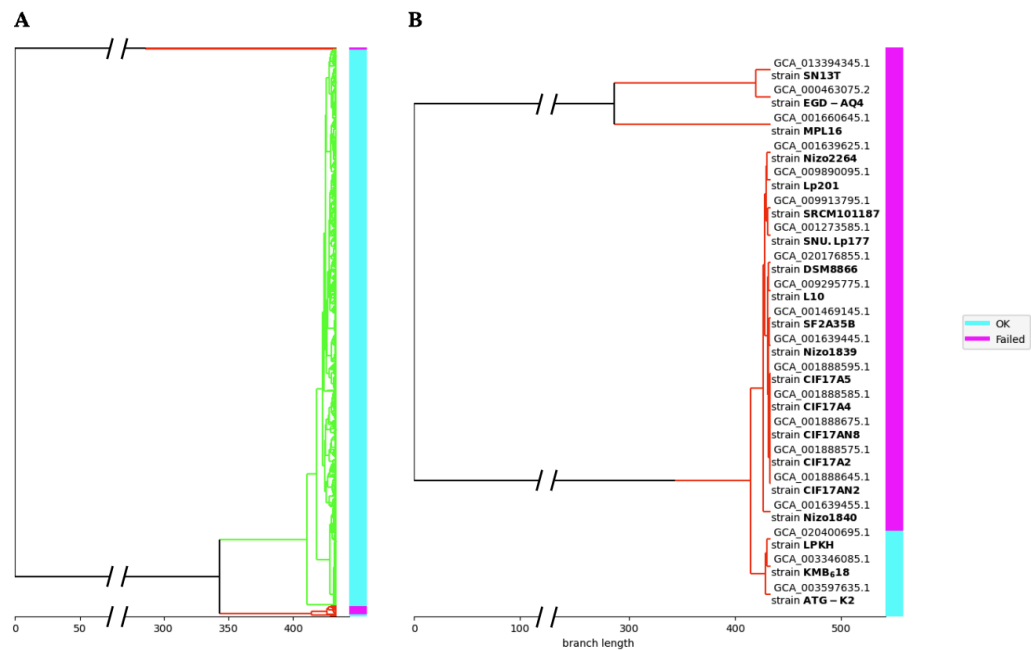 A
B
GCA_013394345.1
strain SN13T
GCA_000463075.2
strain EGD – AQ4
GCA_001660645.1
strain MPL16
GCA_001639625.1
strain Nizo2264
GCA_009890095.1
strain Lp201
GCA_009913795.1
strain SRCM101187
GCA_001273585.1
strain SNU. Lp177
GCA_020176855.1
strain DSM8866
GCA_009295775.1
strain L10
GCA_001469145.1
strain SF2A35B
GCA_001639445.1
strain Nizo1839
GCA_001888595.1
strain CIF17A5
GCA_001888585.1
strain CIF17A4
GCA_001888675.1
strain CIF17AN8
GCA_001888575.1
strain CIF17A2
GCA_001888645.1
strain CIF17AN2
GCA_001639455.1
strain Nizo1840
GCA_020400695.1
strain LPKH
GCA_003346085.1
strain KMB₆18
GCA_003597635.1
strain ATG – K2
OK
Failed
0 50 300 350 400
0 100 300 400 500
branch length